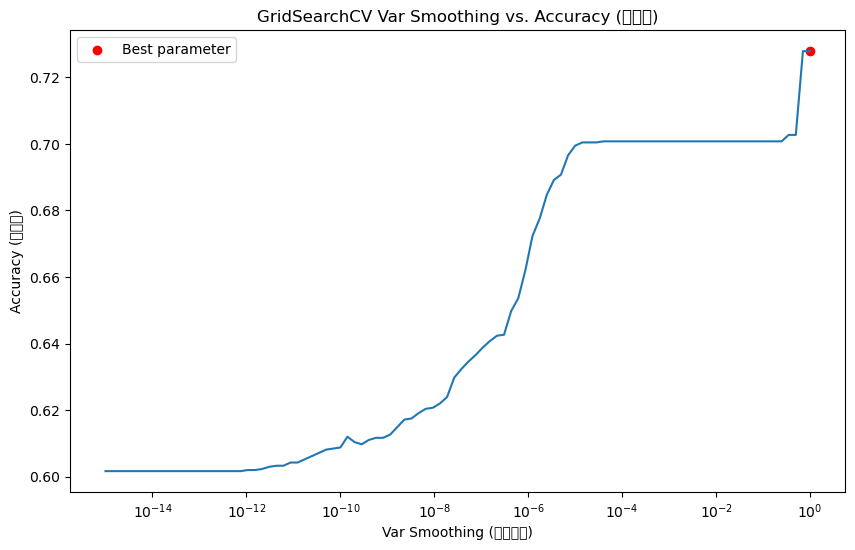 GridSearchCV Var Smoothing vs. Accuracy (▯▯▯)
Best parameter
0.72
0.70
0.68
0.66
0.64
0.62
0.60
Accuracy (▯▯▯)
10⁻¹⁴ 10⁻¹² 10⁻¹⁰ 10⁻⁸ 10⁻⁶ 10⁻⁴ 10⁻² 10⁰
Var Smoothing (▯▯▯▯)